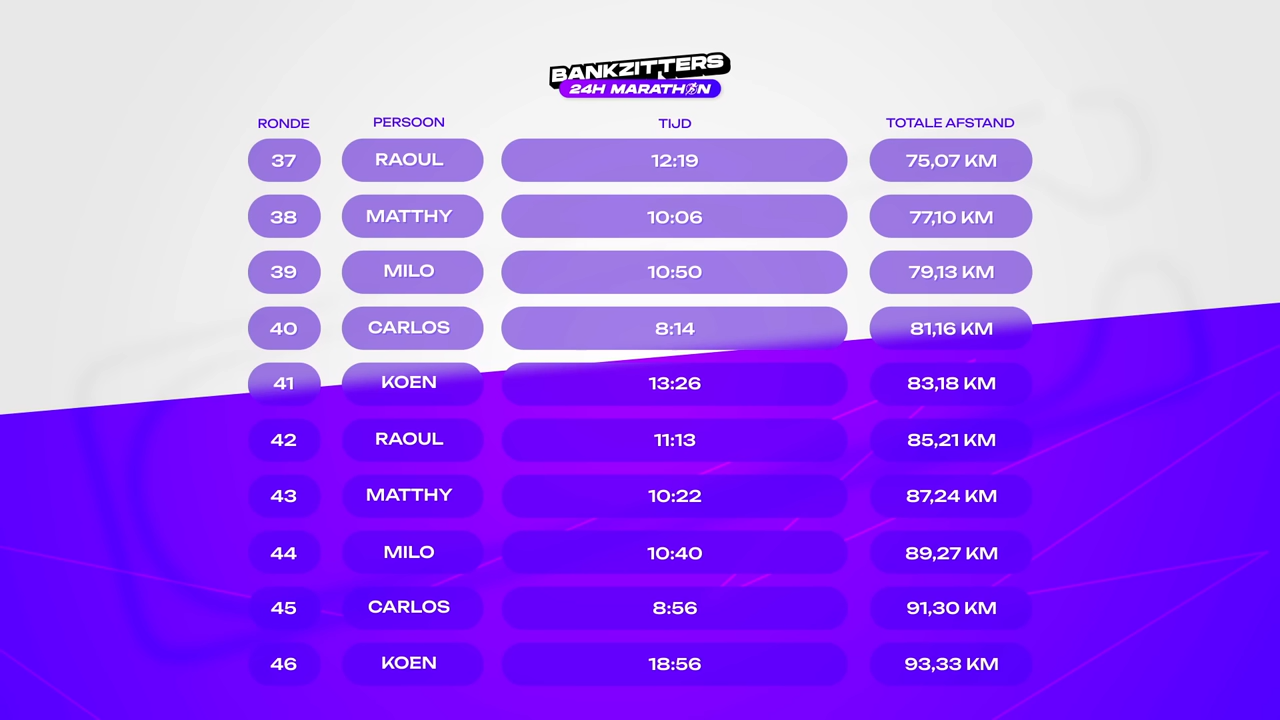 BANKZITTERS
24H MARATHON
RONDE PERSOON TIJD TOTALE AFSTAND
37 RAOUL 12:19 75,07 KM
38 MATTHY 10:06 77,10 KM
39 MILO 10:50 79,13 KM
40 CARLOS 8:14 81,16 KM
41 KOEN 13:26 83,18 KM
42 RAOUL 11:13 85,21 KM
43 MATTHY 10:22 87,24 KM
44 MILO 10:40 89,27 KM
45 CARLOS 8:56 91,30 KM
46 KOEN 18:56 93,33 KM